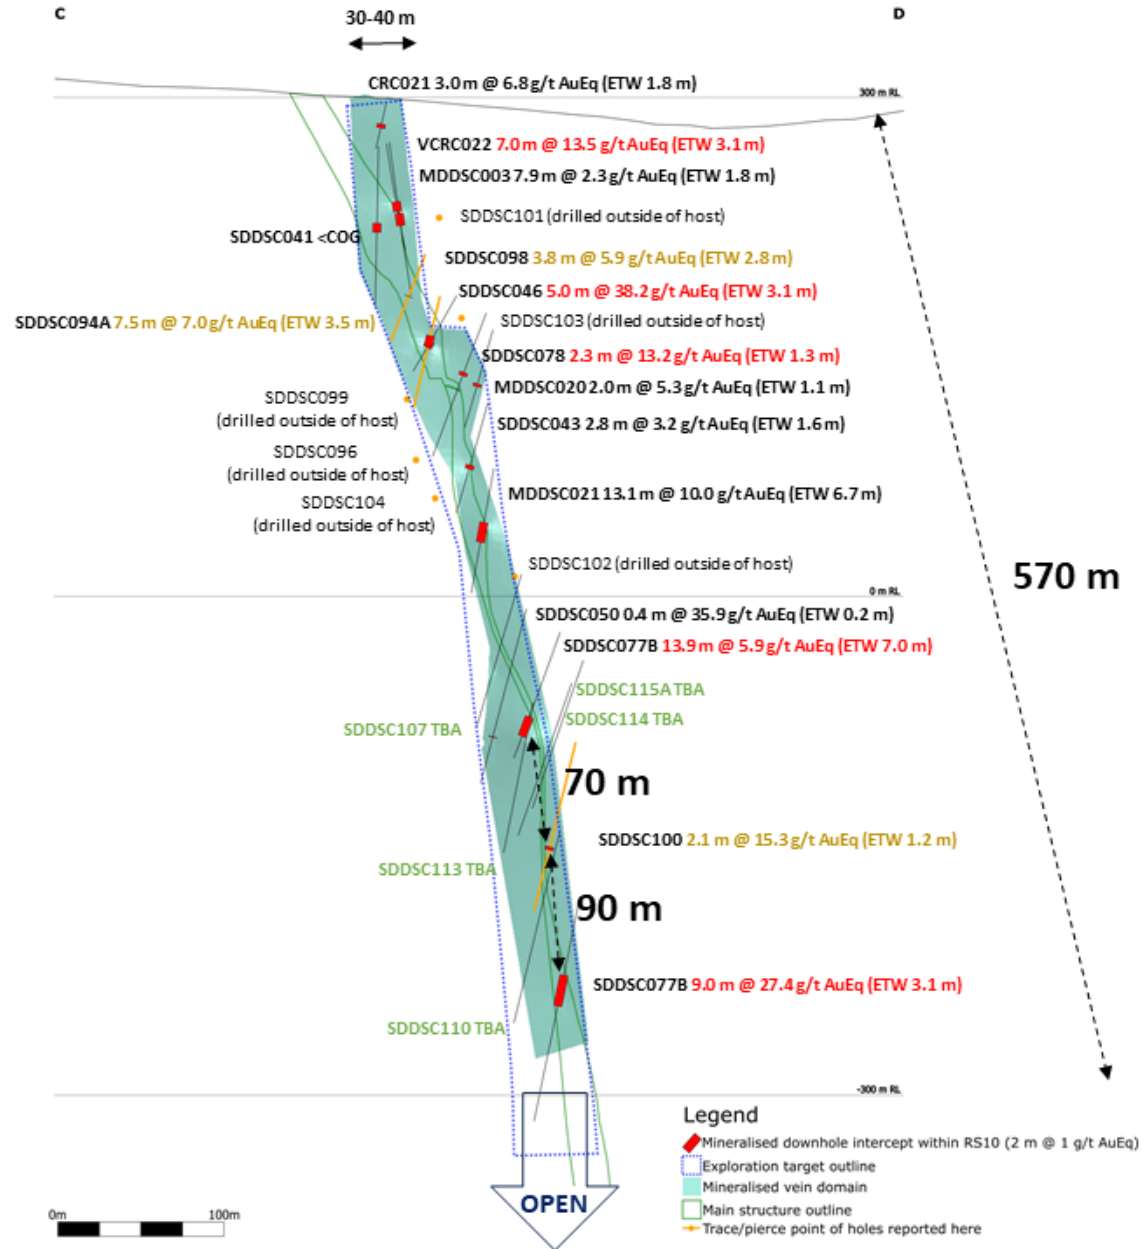 C
D
30-40 m
CRC021 3.0 m @ 6.8 g/t AuEq (ETW 1.8 m)
300 m RL
VCRC022 7.0 m @ 13.5 g/t AuEq (ETW 3.1 m)
MDDSC003 7.9 m @ 2.3 g/t AuEq (ETW 1.8 m)
SDDSC101 (drilled outside of host)
SDDSC041 <COG
SDDSC098 3.8 m @ 5.9 g/t AuEq (ETW 2.8 m)
SDDSC046 5.0 m @ 38.2 g/t AuEq (ETW 3.1 m)
SDDSC094A 7.5 m @ 7.0 g/t AuEq (ETW 3.5 m)
SDDSC103 (drilled outside of host)
SDDSC078 2.3 m @ 13.2 g/t AuEq (ETW 1.3 m)
MDDSC020 2.0 m @ 5.3 g/t AuEq (ETW 1.1 m)
SDDSC099
(drilled outside of host)
SDDSC043 2.8 m @ 3.2 g/t AuEq (ETW 1.6 m)
SDDSC096
(drilled outside of host)
MDDSC021 13.1 m @ 10.0 g/t AuEq (ETW 6.7 m)
SDDSC104
(drilled outside of host)
SDDSC102 (drilled outside of host)
570 m
0 m RL
SDDSC050 0.4 m @ 35.9 g/t AuEq (ETW 0.2 m)
SDDSC077B 13.9 m @ 5.9 g/t AuEq (ETW 7.0 m)
SDDSC115A TBA
SDDSC114 TBA
SDDSC107 TBA
70 m
SDDSC100 2.1 m @ 15.3 g/t AuEq (ETW 1.2 m)
SDDSC113 TBA
90 m
SDDSC077B 9.0 m @ 27.4 g/t AuEq (ETW 3.1 m)
SDDSC110 TBA
-300 m RL
Legend
Mineralised downhole intercept within RS10 (2 m @ 1 g/t AuEq)
Exploration target outline
Mineralised vein domain
Main structure outline
Trace/pierce point of holes reported here
OPEN
0m 100m